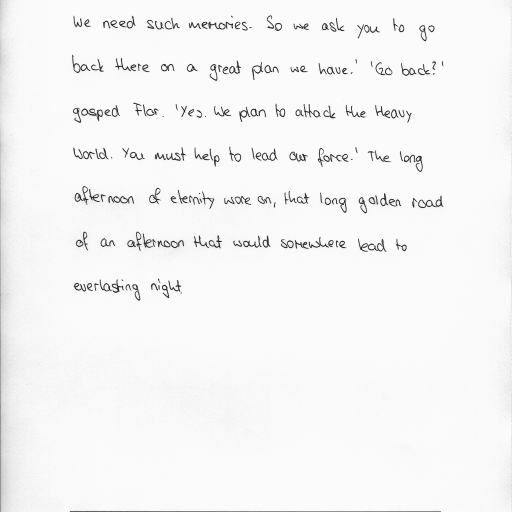 We need such memories. So we ask you to go
back there on a great plan we have.' 'Go back?'
gasped Flor. 'Yes. We plan to attack the Heavy
World. You must help to lead our force.' The long
afternoon of eternity wore on, that long golden road
of an afternoon that would somewhere lead to
everlasting night.